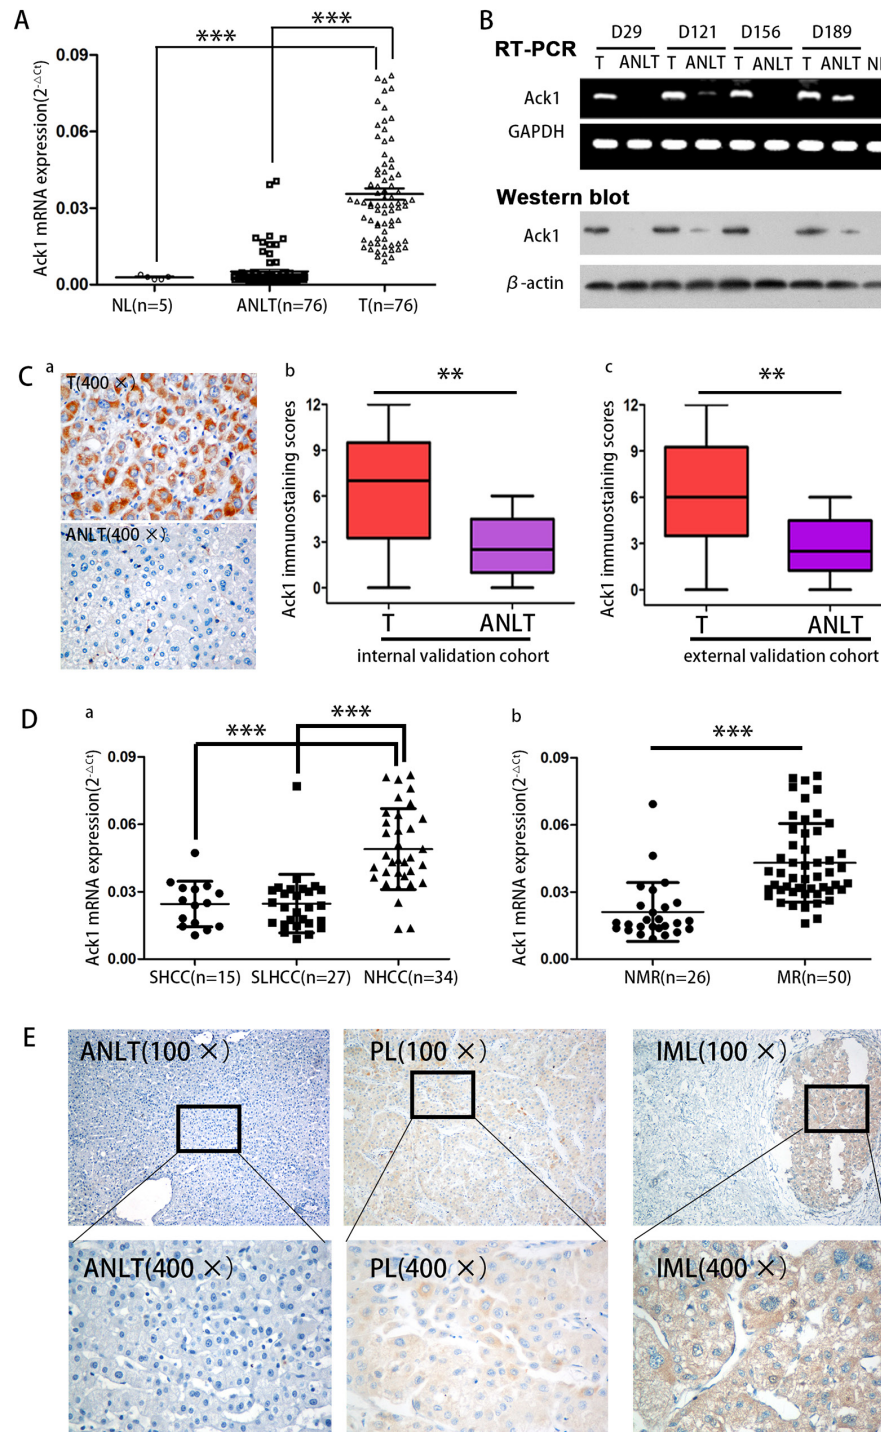 A
***
***
Ack1 mRNA expression(2-△Ct)
0.09
0.06
0.03
0.00
NL(n=5)
ANLT(n=76)
T(n=76)
B
D29 D121 D156 D189
RT-PCR
T ANLT T ANLT T ANLT T ANLT
Ack1
GAPDH
Western blot
Ack1
β-actin
C
a
T(400 ×)
ANLT(400 ×)
b
**
Ack1 immunostaining scores
12
9
6
3
0
T
ANLT
internal validation cohort
c
**
Ack1 immunostaining scores
12
9
6
3
0
T
ANLT
external validation cohort
D
a
***
***
Ack1 mRNA expression(2-△Ct)
0.09
0.06
0.03
0.00
SHCC(n=15)
SLHCC(n=27)
NHCC(n=34)
b
***
Ack1 mRNA expression(2-△Ct)
0.09
0.06
0.03
0.00
NMR(n=26)
MR(n=50)
E
ANLT(100 ×)
PL(100 ×)
IML(100 ×)
ANLT(400 ×)
PL(400 ×)
IML(400 ×)